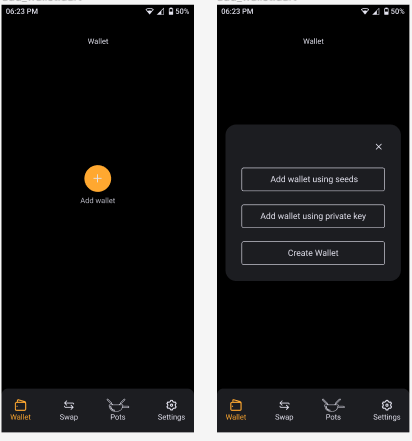 06:23 PM 50%
Wallet
Add wallet
Wallet Swap Pots Settings
06:23 PM 50%
Wallet
Add wallet using seeds
Add wallet using private key
Create Wallet
Wallet Swap Pots Settings